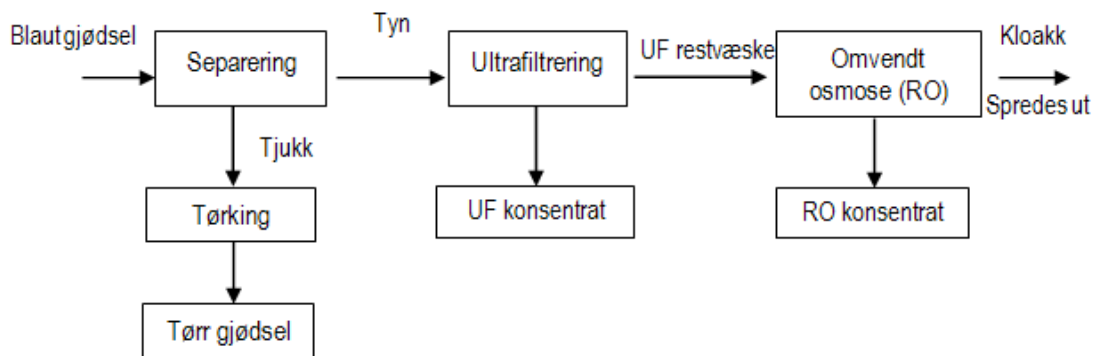 Blautgjødsel
Separering
Tyn
Ultrafiltrering
UF restvæske
Omvendt
osmose (RO)
Kloakk
Spredes ut
Tjukk
Tørking
UF konsentrat
RO konsentrat
Tørr gjødsel